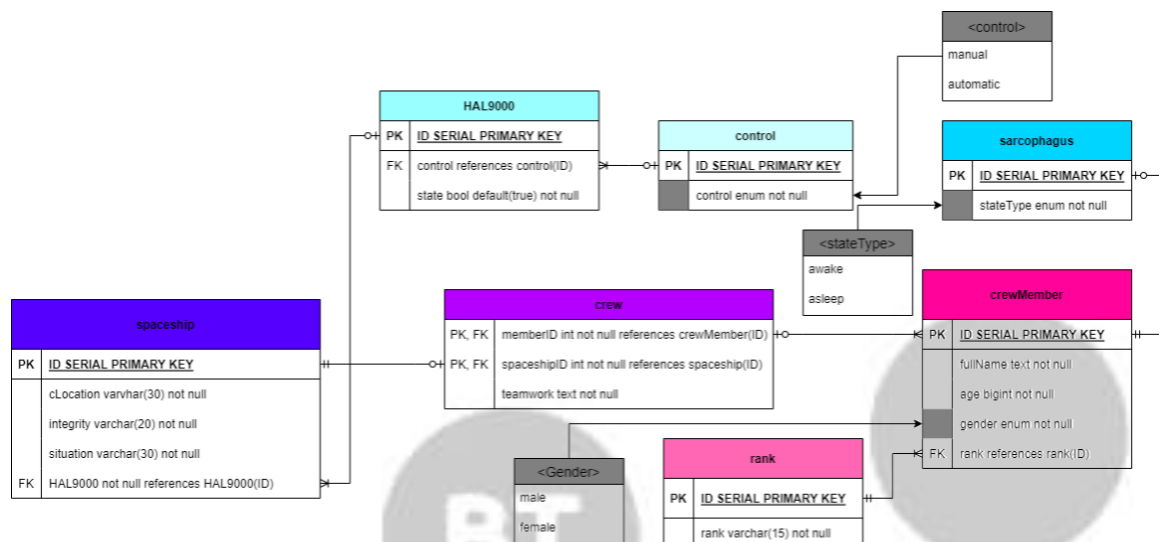 <control>
manual
automatic
HAL9000
PK ID SERIAL PRIMARY KEY
FK control references control(ID)
state bool default(true) not null
control
PK ID SERIAL PRIMARY KEY
control enum not null
sarcophagus
PK ID SERIAL PRIMARY KEY
stateType enum not null
<stateType>
awake
asleep
spaceship
PK ID SERIAL PRIMARY KEY
cLocation varvhar(30) not null
integrity varchar(20) not null
situation varchar(30) not null
FK HAL9000 not null references HAL9000(ID)
crew
PK, FK memberID int not null references crewMember(ID)
PK, FK spaceshipID int not null references spaceship(ID)
teamwork text not null
crewMember
PK ID SERIAL PRIMARY KEY
fullName text not null
age bigint not null
gender enum not null
FK rank references rank(ID)
<Gender>
male
female
rank
PK ID SERIAL PRIMARY KEY
rank varchar(15) not null